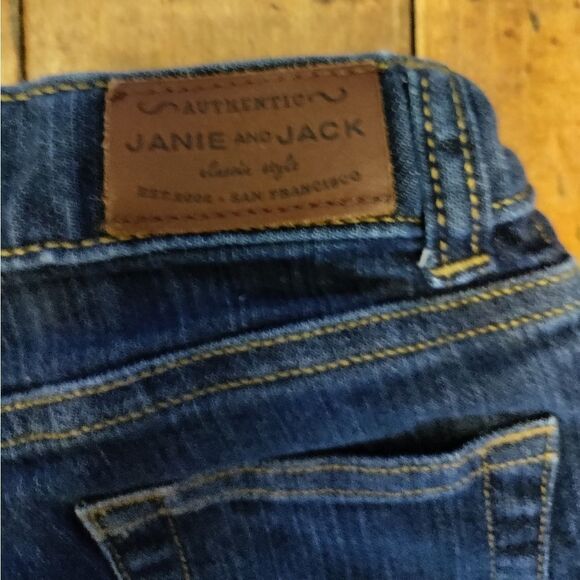 AUTHENTIC
JANIE AND JACK
classic style
EST. 2002 · SAN FRANCISCO